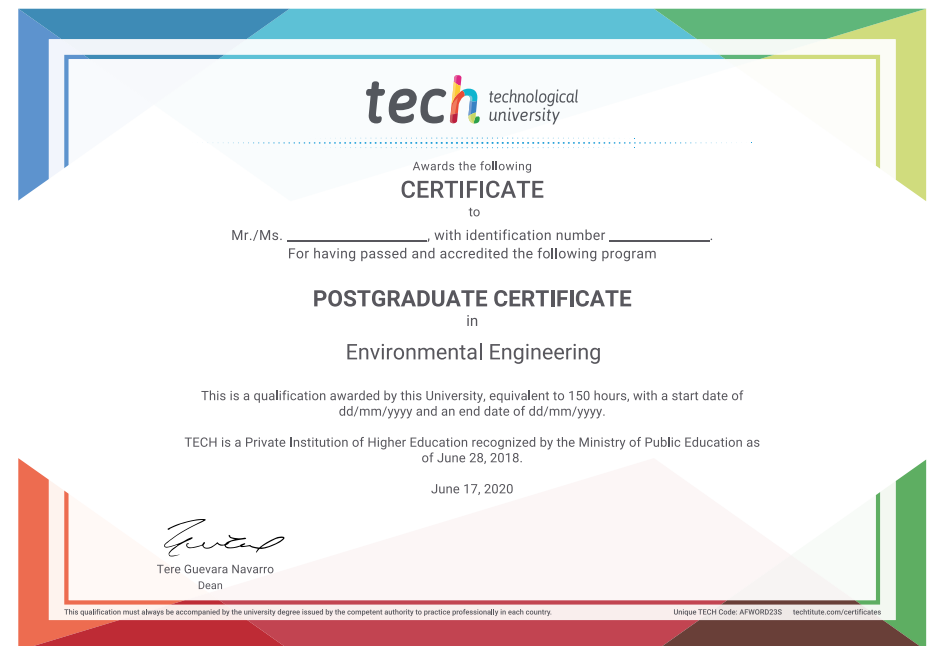 tech technological
university
Awards the following
CERTIFICATE
to
Mr./Ms. ____________________, with identification number ______________.
For having passed and accredited the following program
POSTGRADUATE CERTIFICATE
in
Environmental Engineering
This is a qualification awarded by this University, equivalent to 150 hours, with a start date of
dd/mm/yyyy and an end date of dd/mm/yyyy.
TECH is a Private Institution of Higher Education recognized by the Ministry of Public Education as
of June 28, 2018.
June 17, 2020
Tere Guevara Navarro
Dean
This qualification must always be accompanied by the university degree issued by the competent authority to practice professionally in each country.
Unique TECH Code: AFWORD23S techtitute.com/certificates